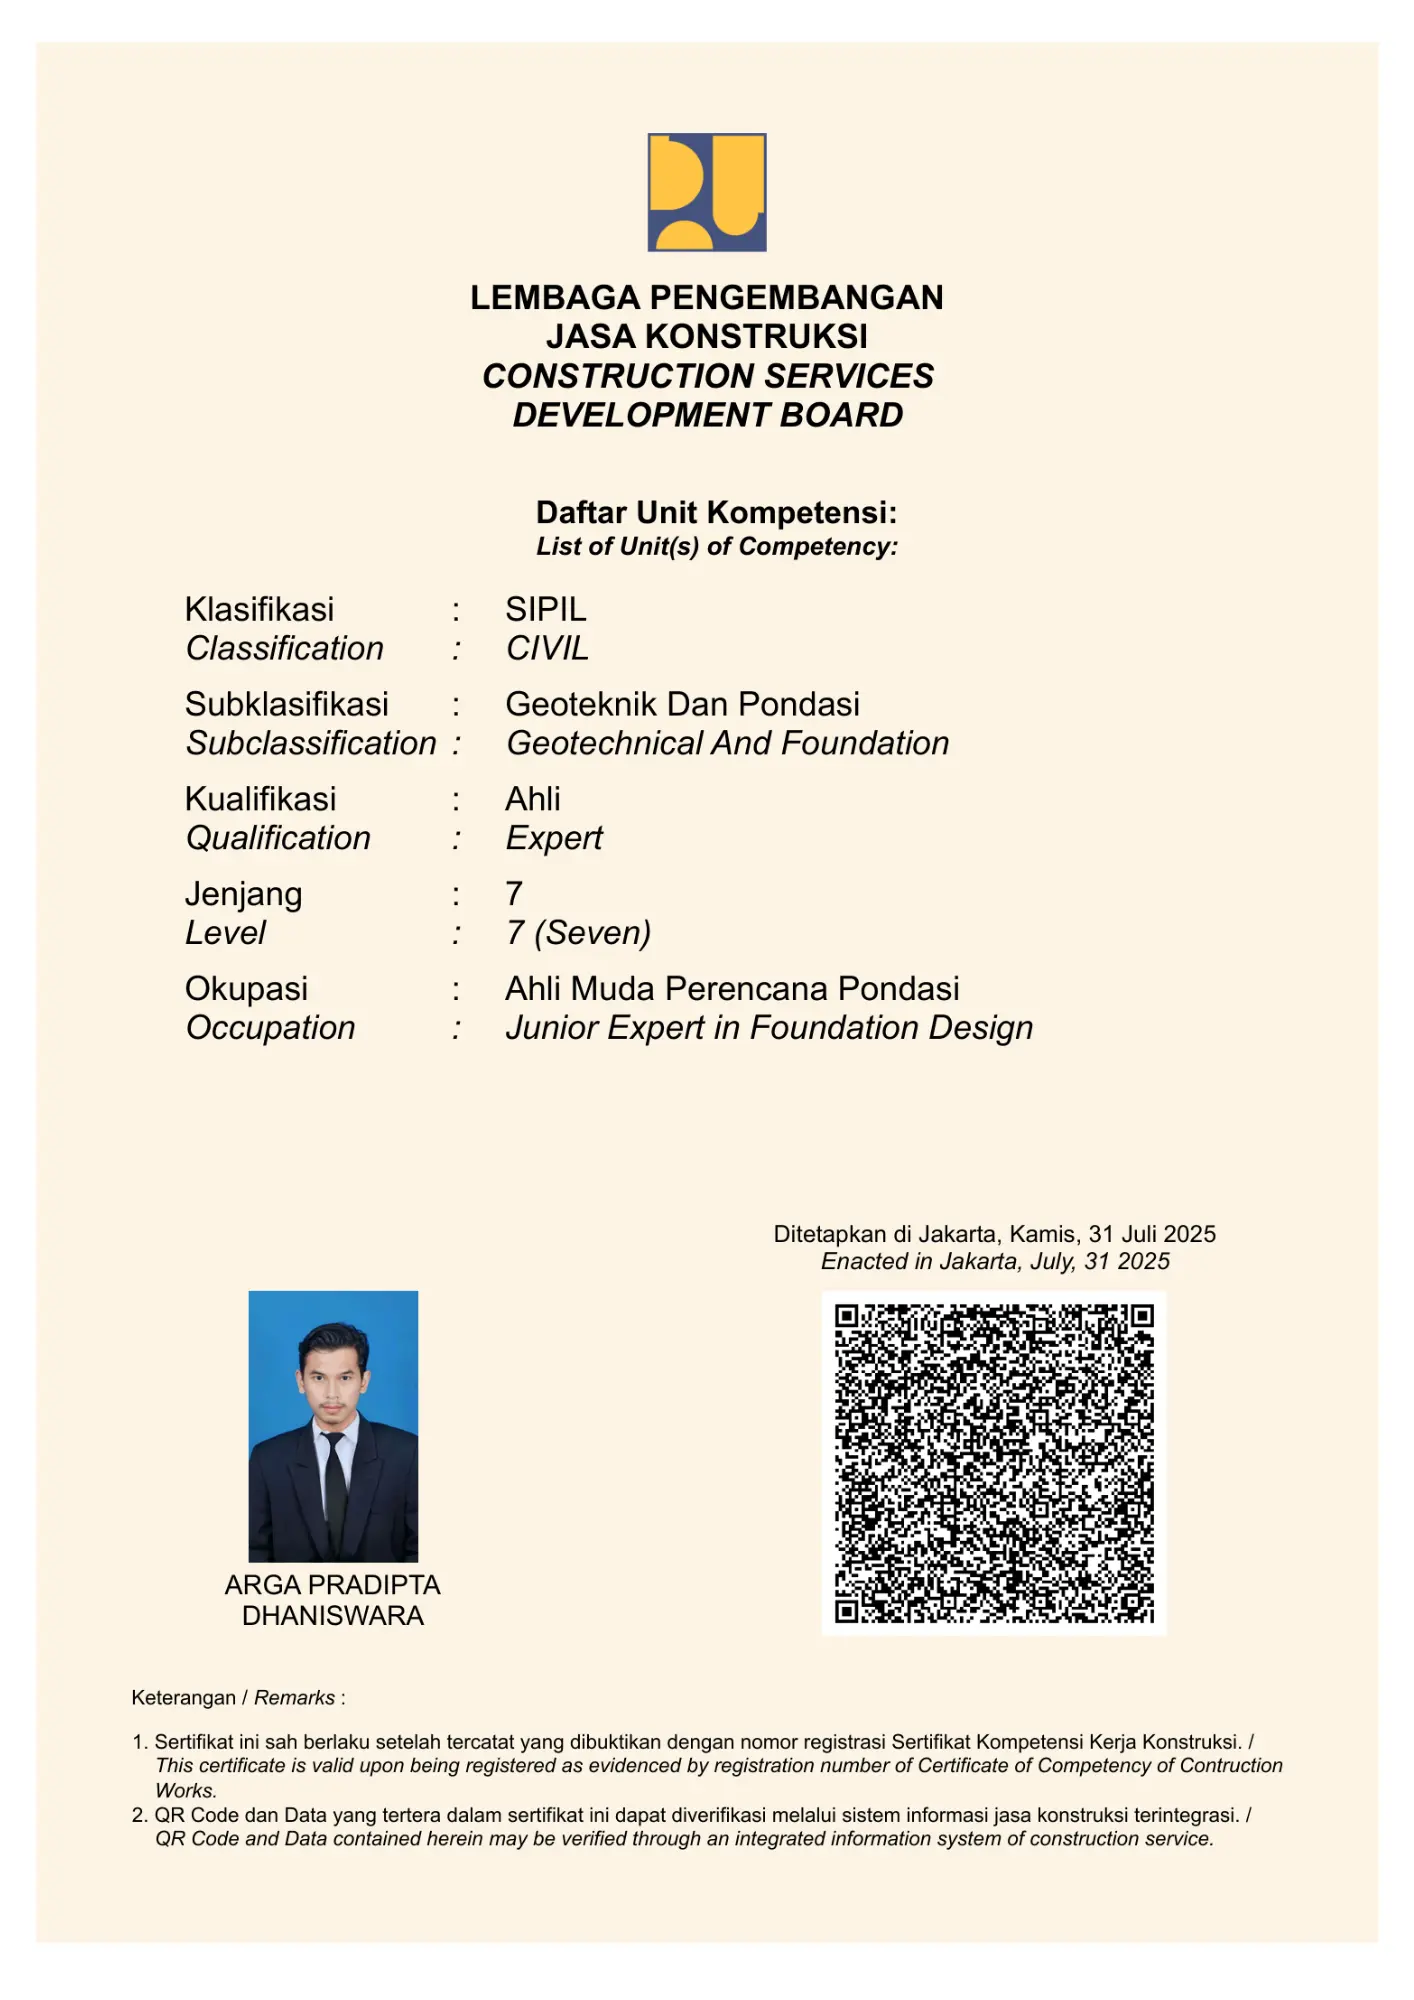 LEMBAGA PENGEMBANGAN
JASA KONSTRUKSI
CONSTRUCTION SERVICES
DEVELOPMENT BOARD
Daftar Unit Kompetensi:
List of Unit(s) of Competency:
Klasifikasi : SIPIL
Classification : CIVIL
Subklasifikasi : Geoteknik Dan Pondasi
Subclassification : Geotechnical And Foundation
Kualifikasi : Ahli
Qualification : Expert
Jenjang : 7
Level : 7 (Seven)
Okupasi : Ahli Muda Perencana Pondasi
Occupation : Junior Expert in Foundation Design
Ditetapkan di Jakarta, Kamis, 31 Juli 2025
Enacted in Jakarta, July, 31 2025
ARGA PRADIPTA
DHANISWARA
Keterangan / Remarks :
1. Sertifikat ini sah berlaku setelah tercatat yang dibuktikan dengan nomor registrasi Sertifikat Kompetensi Kerja Konstruksi. /
This certificate is valid upon being registered as evidenced by registration number of Certificate of Competency of Contruction
Works.
2. QR Code dan Data yang tertera dalam sertifikat ini dapat diverifikasi melalui sistem informasi jasa konstruksi terintegrasi. /
QR Code and Data contained herein may be verified through an integrated information system of construction service.